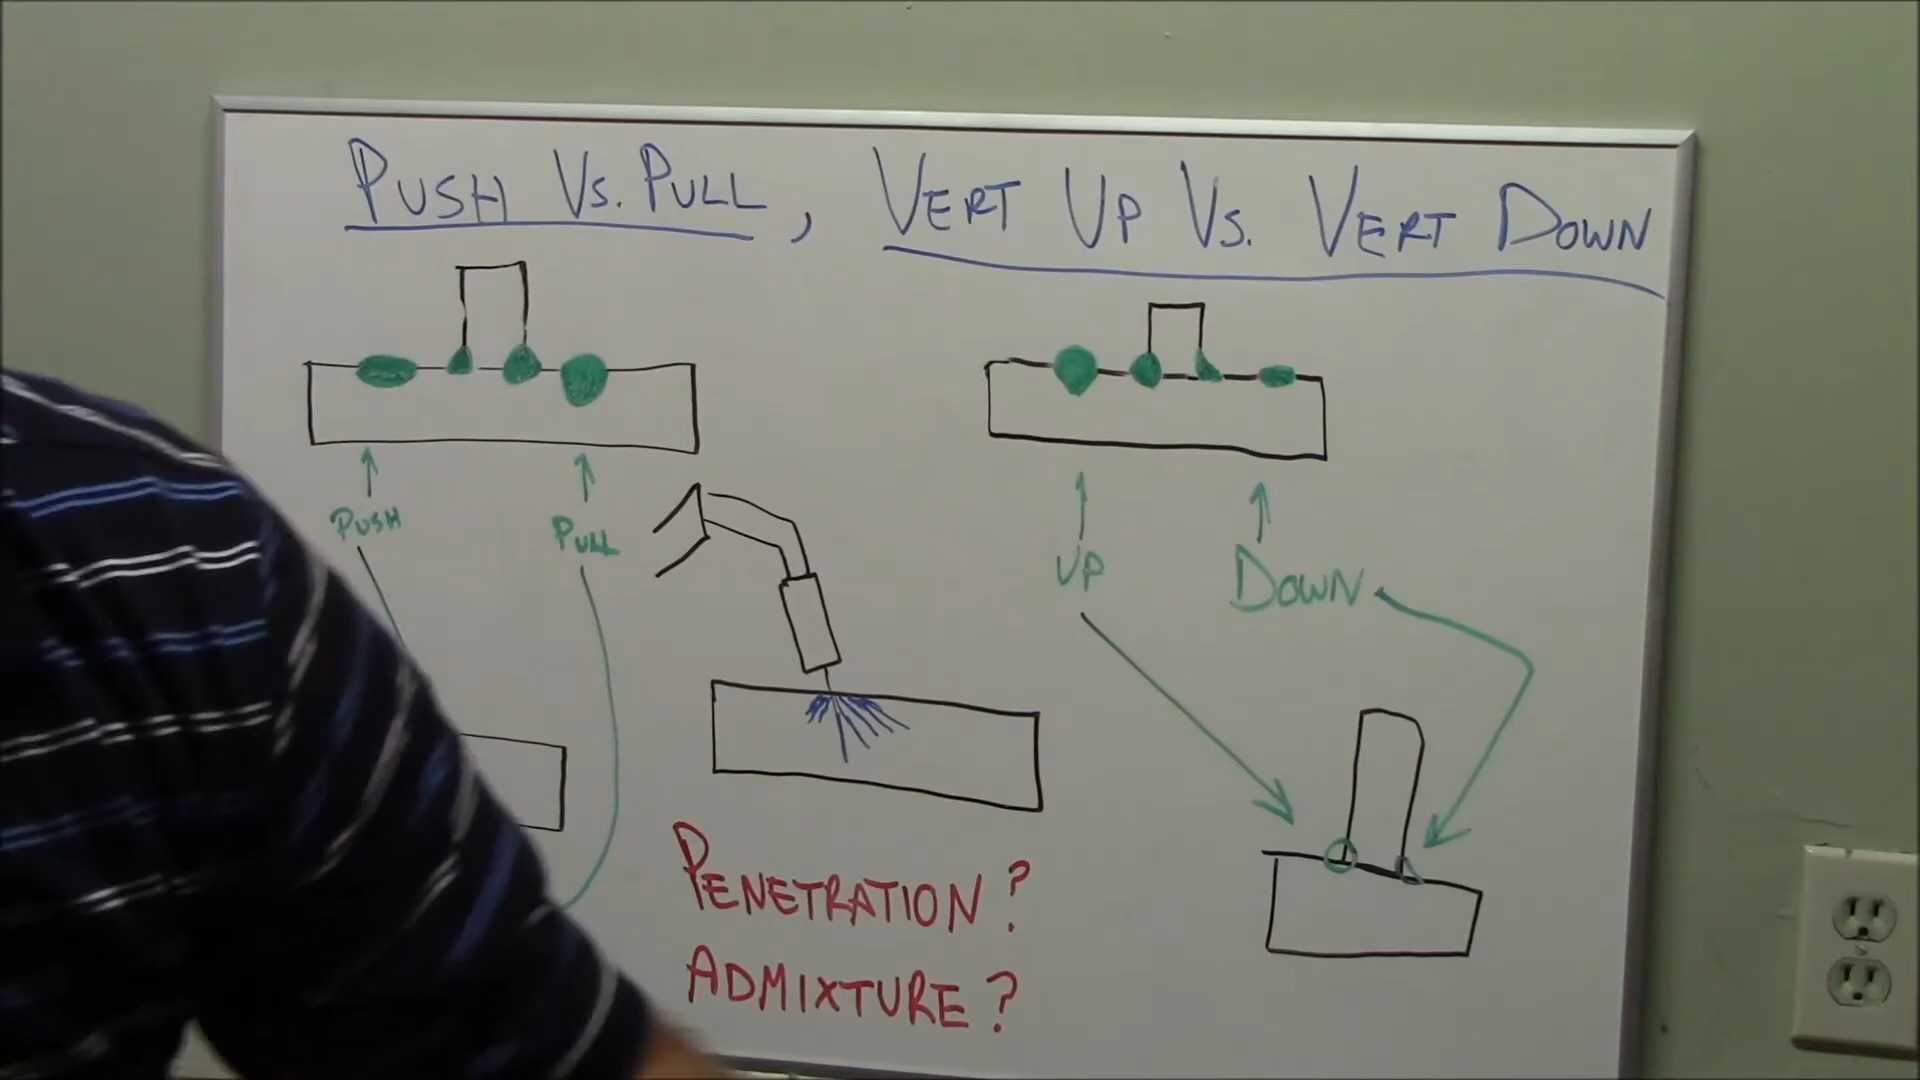 PUSH VS. PULL, VERT UP VS. VERT DOWN
PUSH
PULL
UP
DOWN
PENETRATION?
ADMIXTURE?